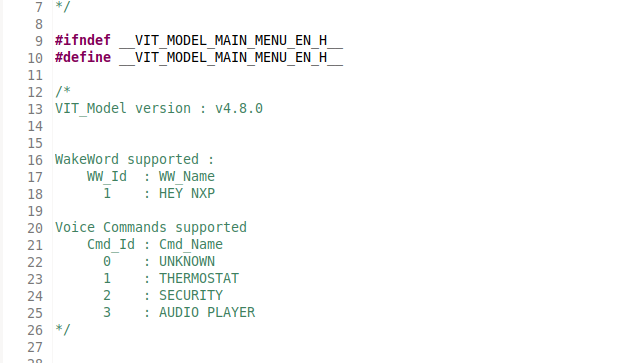 7 */
8
9 #ifndef __VIT_MODEL_MAIN_MENU_EN_H__
10 #define __VIT_MODEL_MAIN_MENU_EN_H__
11
12 /*
13 VIT_Model version : v4.8.0
14
15
16 WakeWord supported :
17     WW_Id  : WW_Name
18       1    : HEY NXP
19
20 Voice Commands supported
21     Cmd_Id : Cmd_Name
22       0    : UNKNOWN
23       1    : THERMOSTAT
24       2    : SECURITY
25       3    : AUDIO PLAYER
26 */
27